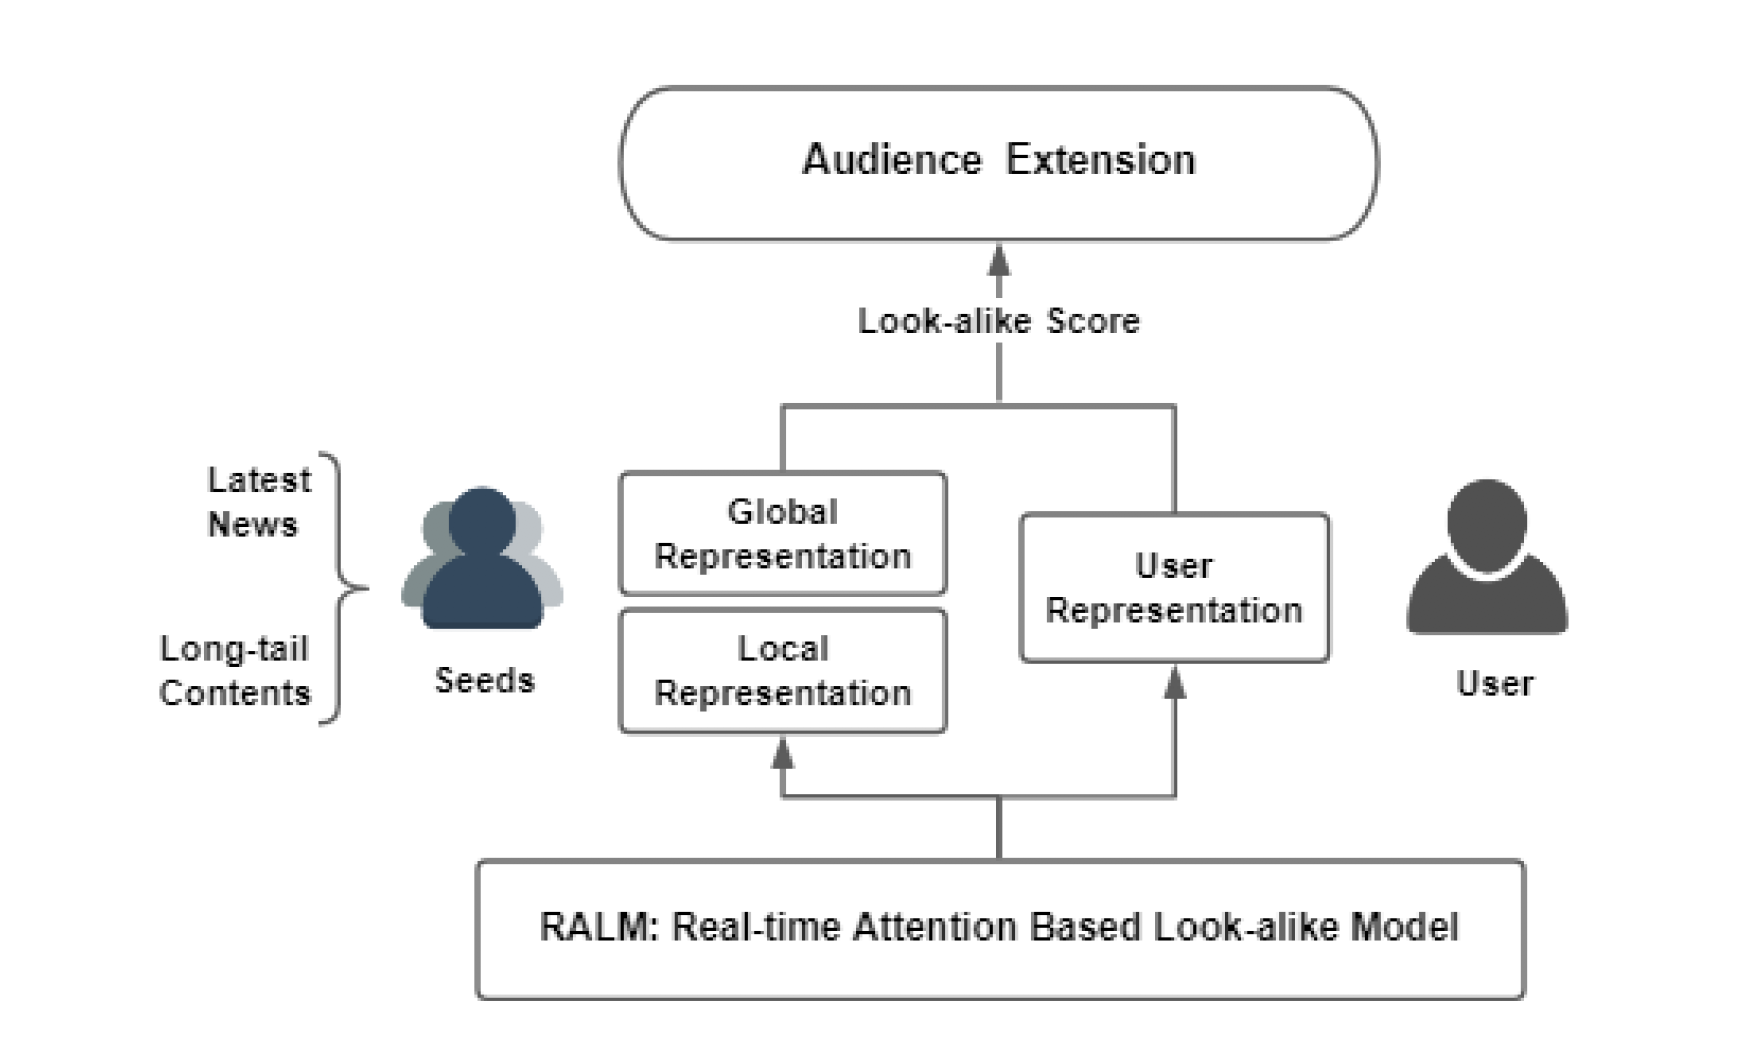 Audience Extension
Look-alike Score
Latest
News
Long-tail
Contents
Seeds
Global
Representation
Local
Representation
User
Representation
User
RALM: Real-time Attention Based Look-alike Model